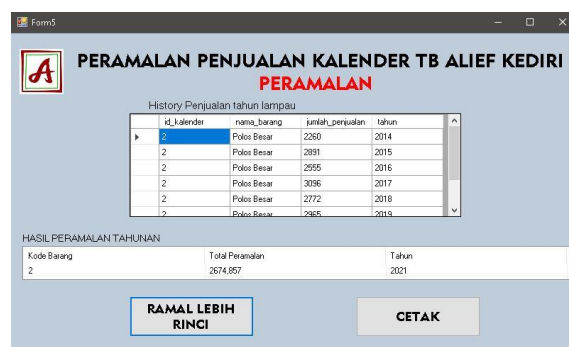 Form5
A
PERAMALAN PENJUALAN KALENDER TB ALIEF KEDIRI
PERAMALAN
History Penjualan tahun lampau
id_kalender nama_barang jumlah_penjualan tahun
2 Polos Besar 2260 2014
2 Polos Besar 2891 2015
2 Polos Besar 2555 2016
2 Polos Besar 3096 2017
2 Polos Besar 2772 2018
2 Polos Besar 2965 2019
HASIL PERAMALAN TAHUNAN
Kode Barang Total Peramalan Tahun
2 2674,857 2021
RAMAL LEBIH
RINCI
CETAK